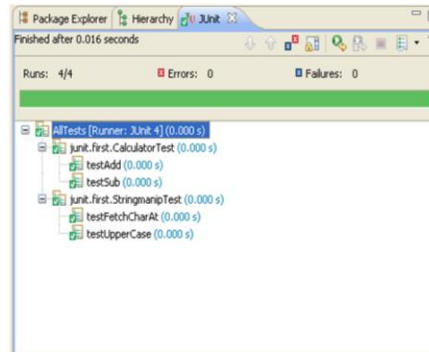 Package Explorer Hierarchy JUnit
Finished after 0.016 seconds
Runs: 4/4 Errors: 0 Failures: 0
AllTests [Runner: JUnit 4] (0.000 s)
junit.first.CalculatorTest (0.000 s)
testAdd (0.000 s)
testSub (0.000 s)
junit.first.StringmanipTest (0.000 s)
testFetchCharAt (0.000 s)
testUpperCase (0.000 s)